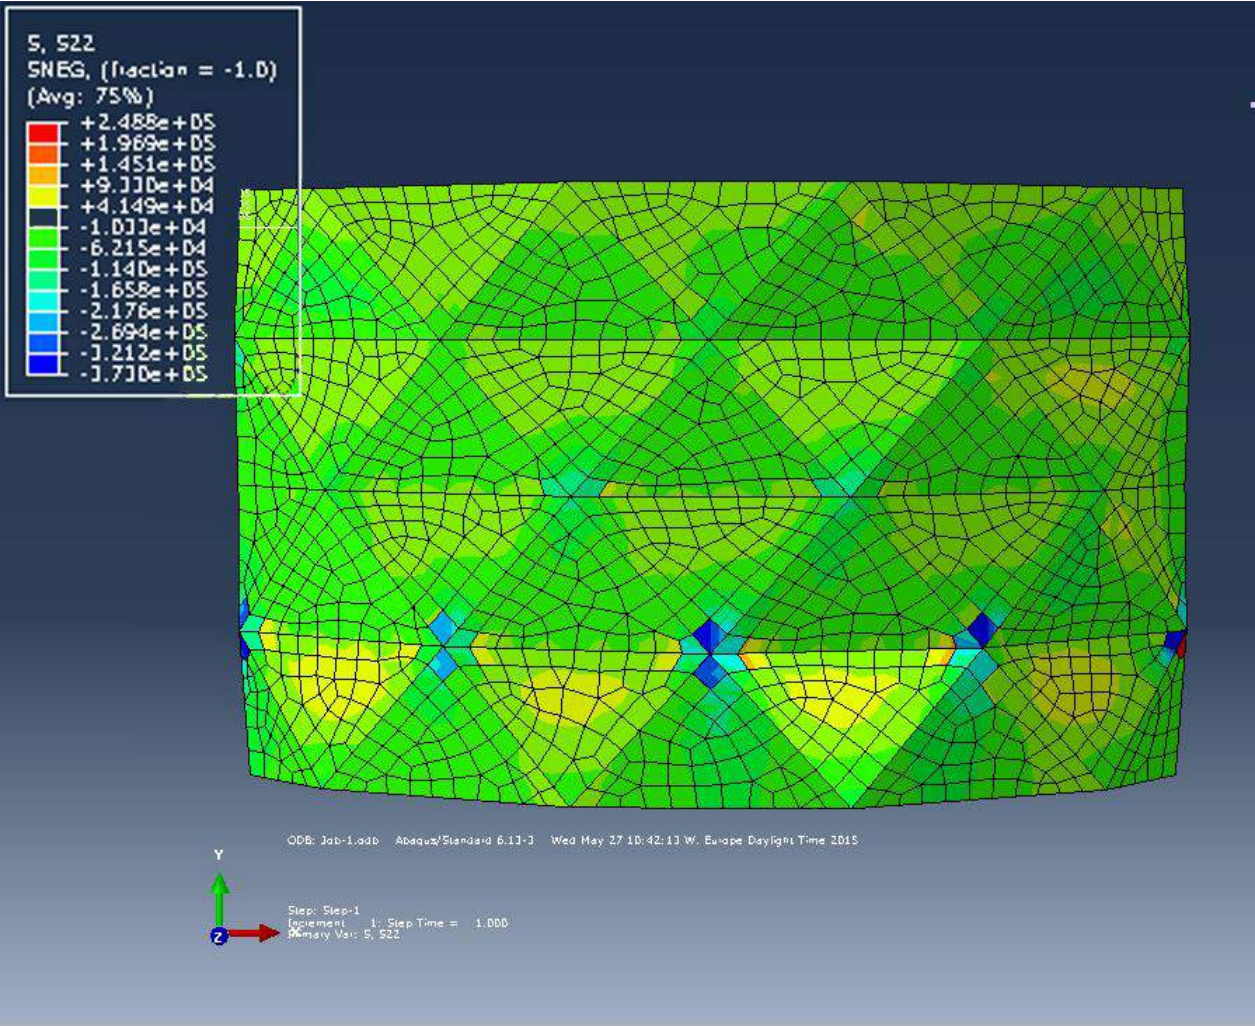 S, S22
SNEG, (fraction = -1.0)
(Avg: 75%)
+2.488e+05
+1.969e+05
+1.451e+05
+9.330e+04
+4.149e+04
-1.033e+04
-6.215e+04
-1.140e+05
-1.658e+05
-2.176e+05
-2.694e+05
-3.212e+05
-3.730e+05
ODB: Job-1.odb Abaqus/Standard 6.13-3 Wed May 27 10:42:13 W. Europe Daylight Time 2015
Y
Z
X
Step: Step-1
Increment 1: Step Time = 1.000
Primary Var: S, S22